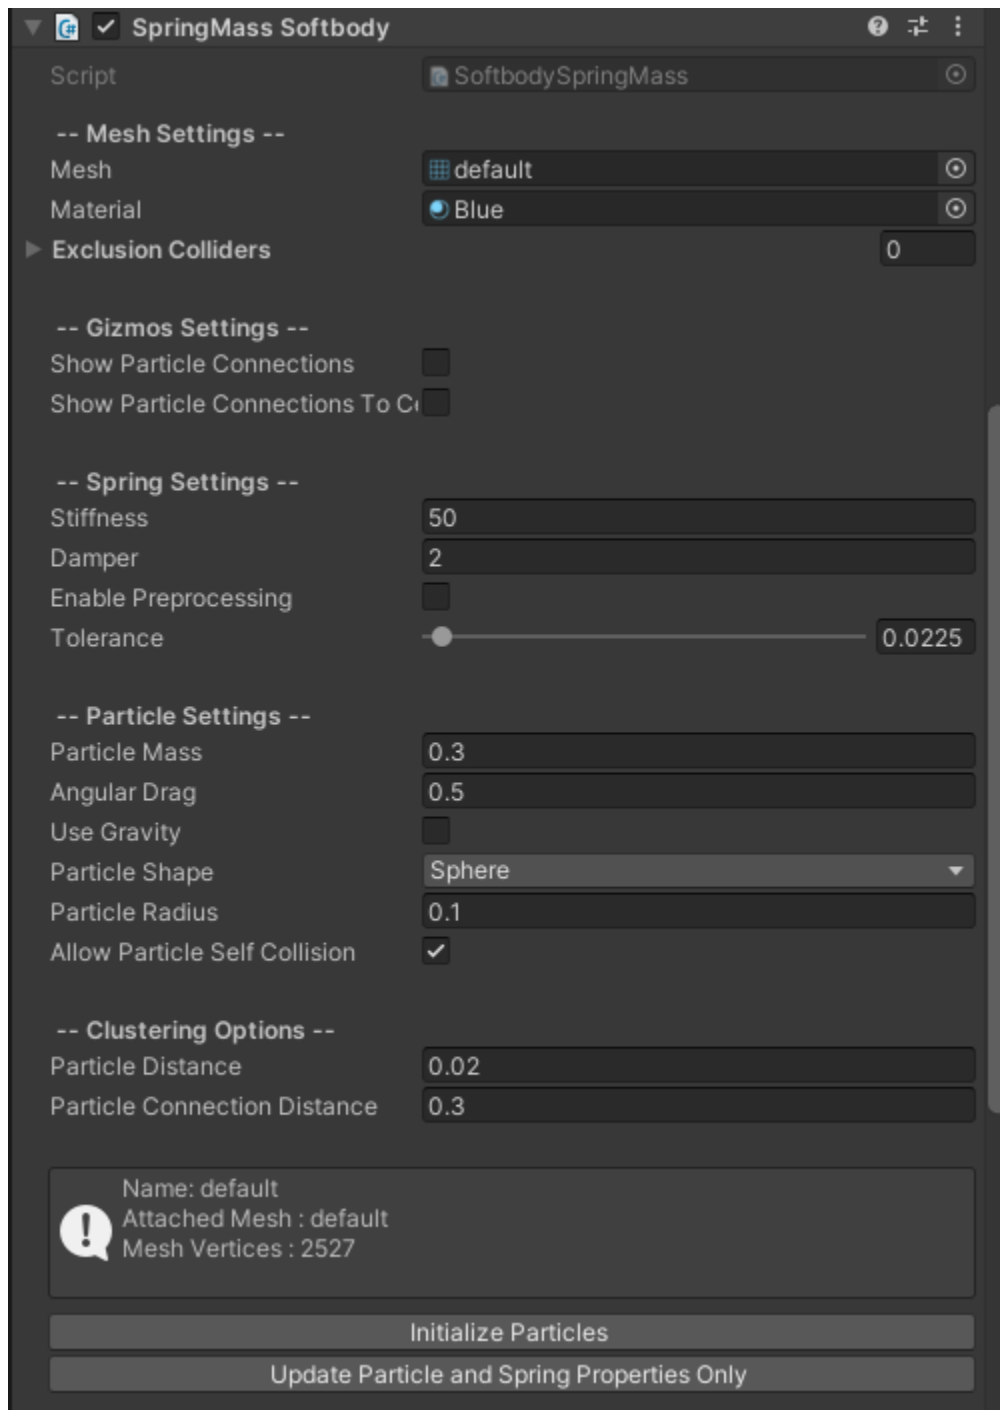 SpringMass Softbody
Script SoftbodySpringMass
-- Mesh Settings --
Mesh default
Material Blue
Exclusion Colliders 0
-- Gizmos Settings --
Show Particle Connections
Show Particle Connections To
-- Spring Settings --
Stiffness 50
Damper 2
Enable Preprocessing
Tolerance 0.0225
-- Particle Settings --
Particle Mass 0.3
Angular Drag 0.5
Use Gravity
Particle Shape Sphere
Particle Radius 0.1
Allow Particle Self Collision
-- Clustering Options --
Particle Distance 0.02
Particle Connection Distance 0.3
Name: default
Attached Mesh : default
Mesh Vertices : 2527
Initialize Particles
Update Particle and Spring Properties Only